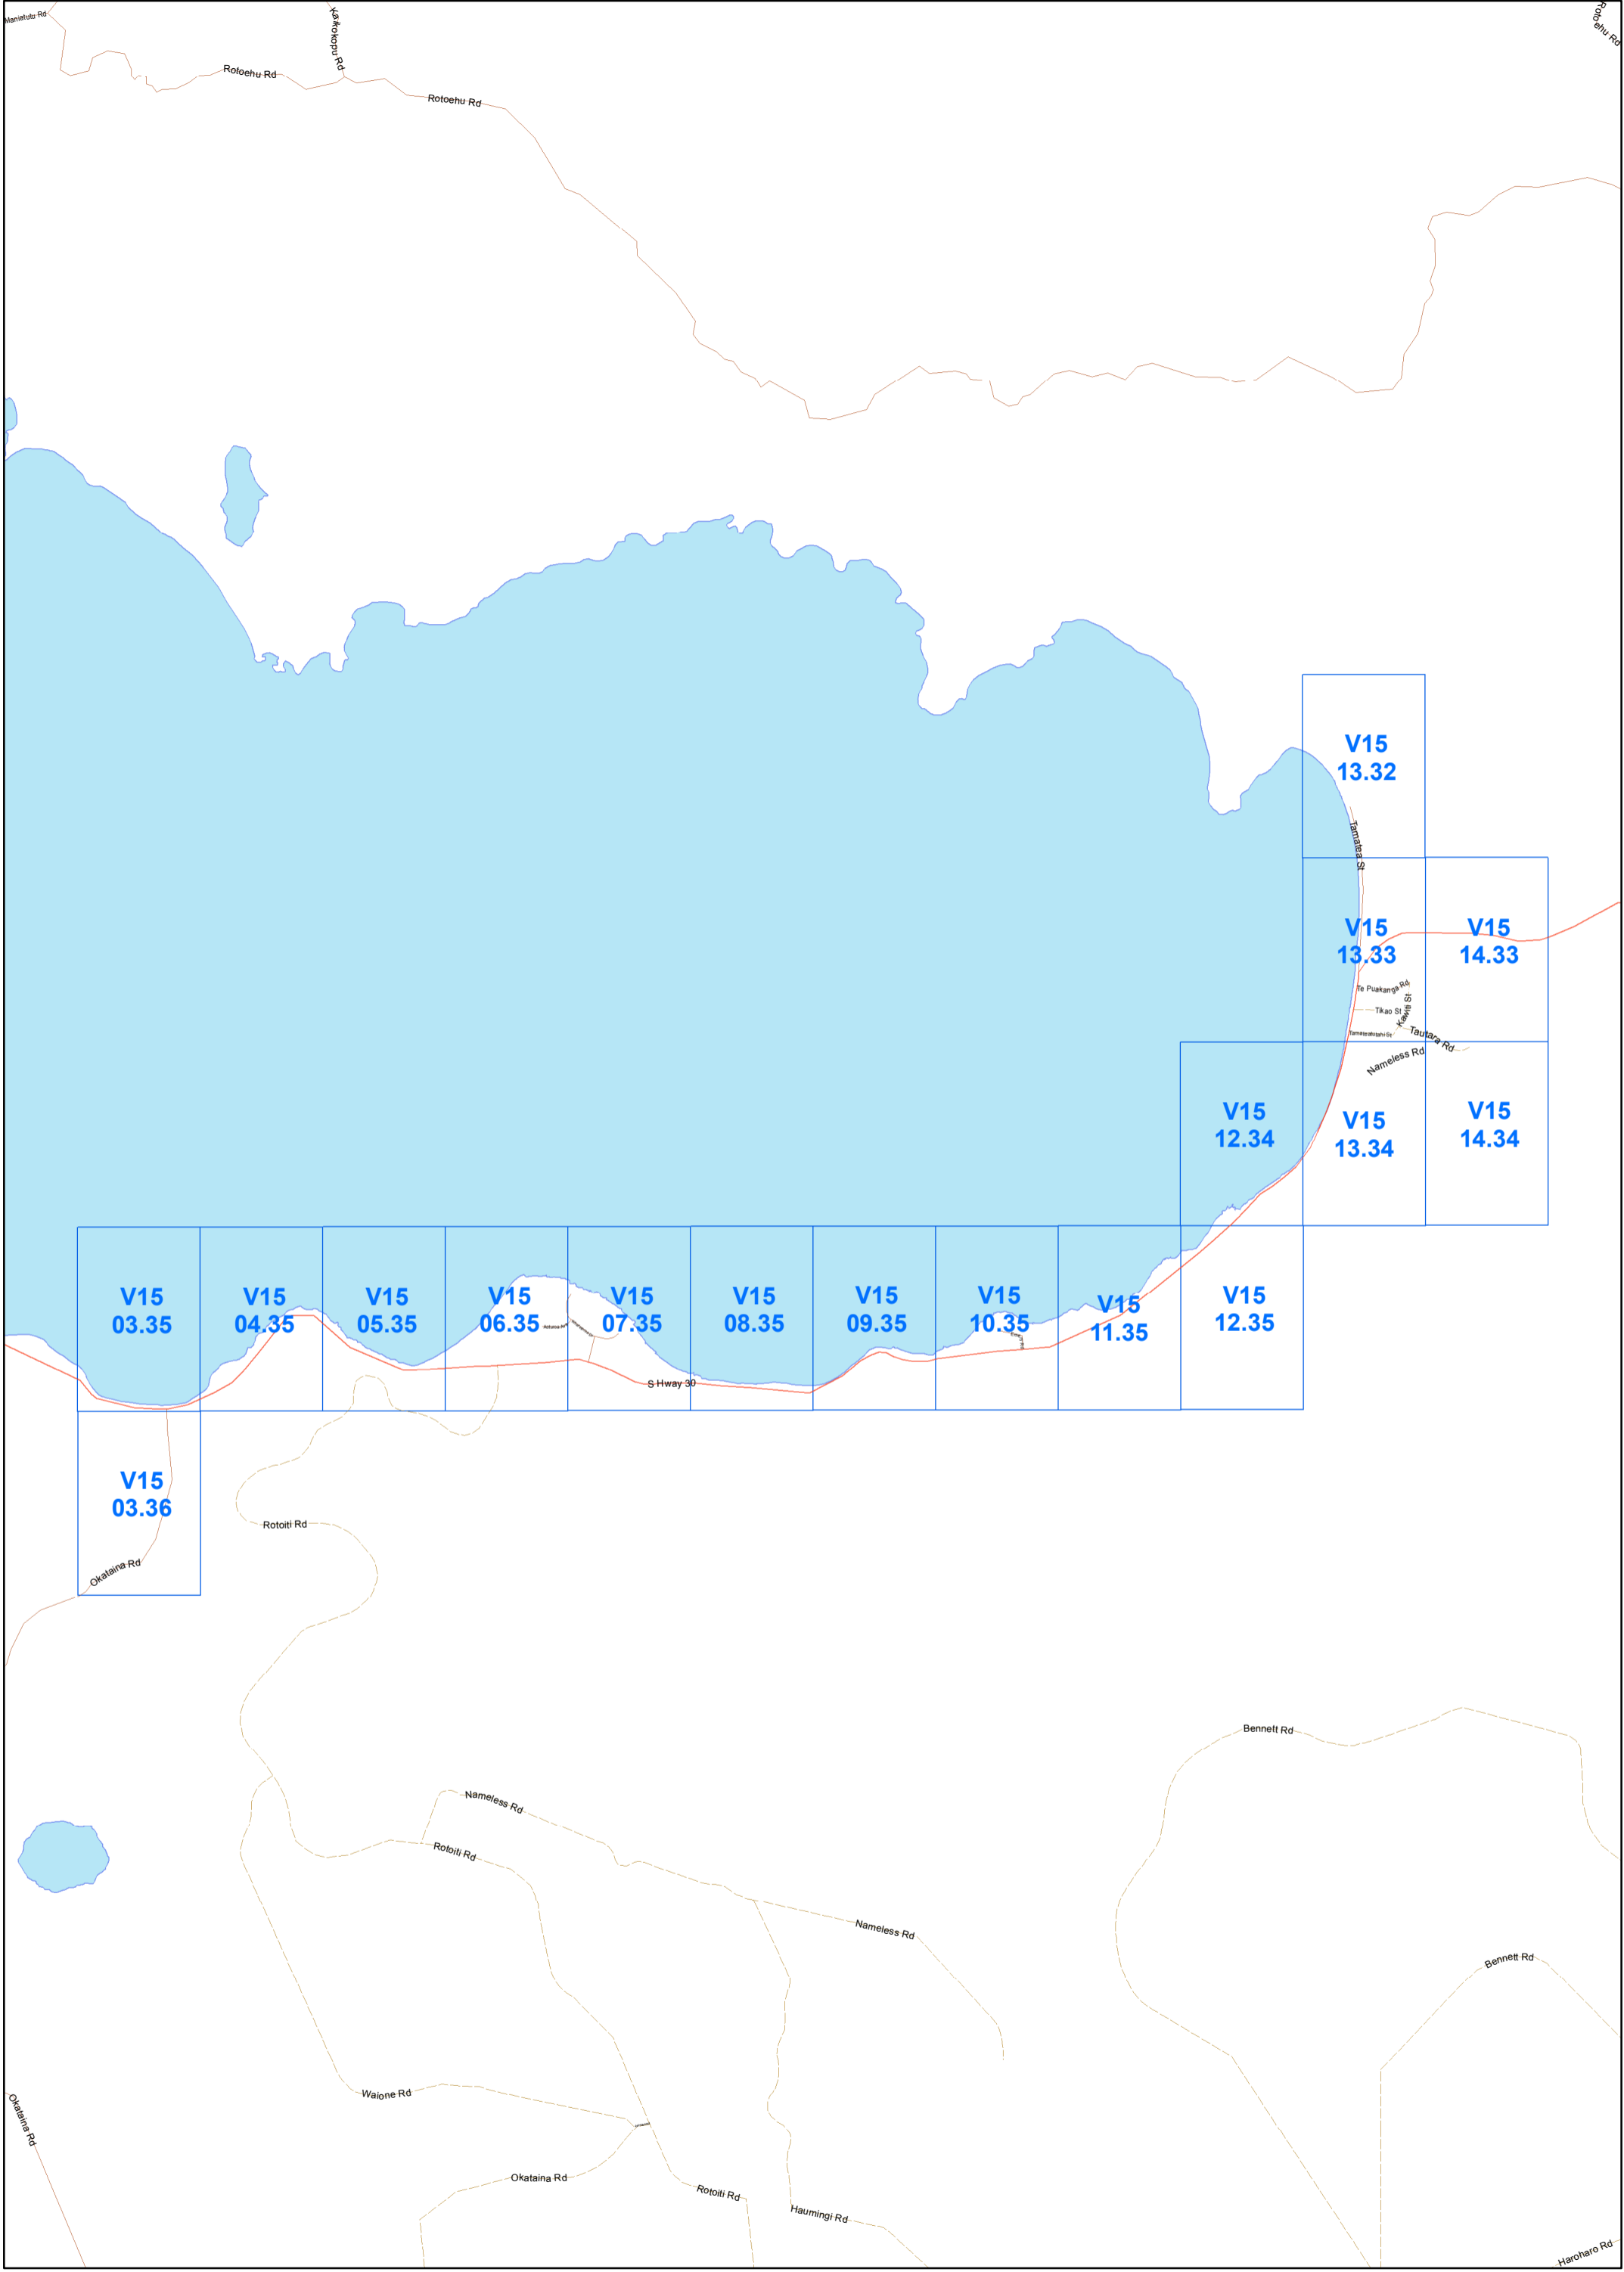 Maniatutu Rd
Kaikokopu Rd
Rotoehu Rd
Rotoehu Rd
Rotoehu Rd
V15
13.32
Tamatea St
V15
13.33
V15
14.33
Te Puakanga Rd
Tikao St
Kawiti St
Tautara Rd
Nameless Rd
V15
12.34
V15
13.34
V15
14.34
V15
03.35
V15
04.35
V15
05.35
V15
06.35
V15
07.35
V15
08.35
V15
09.35
V15
10.35
V15
11.35
V15
12.35
S Hway 30
V15
03.36
Rotoiti Rd
Okataina Rd
Bennett Rd
Nameless Rd
Rotoiti Rd
Nameless Rd
Bennett Rd
Waione Rd
Okataina Rd
Okataina Rd
Rotoiti Rd
Haumingi Rd
Haroharo Rd